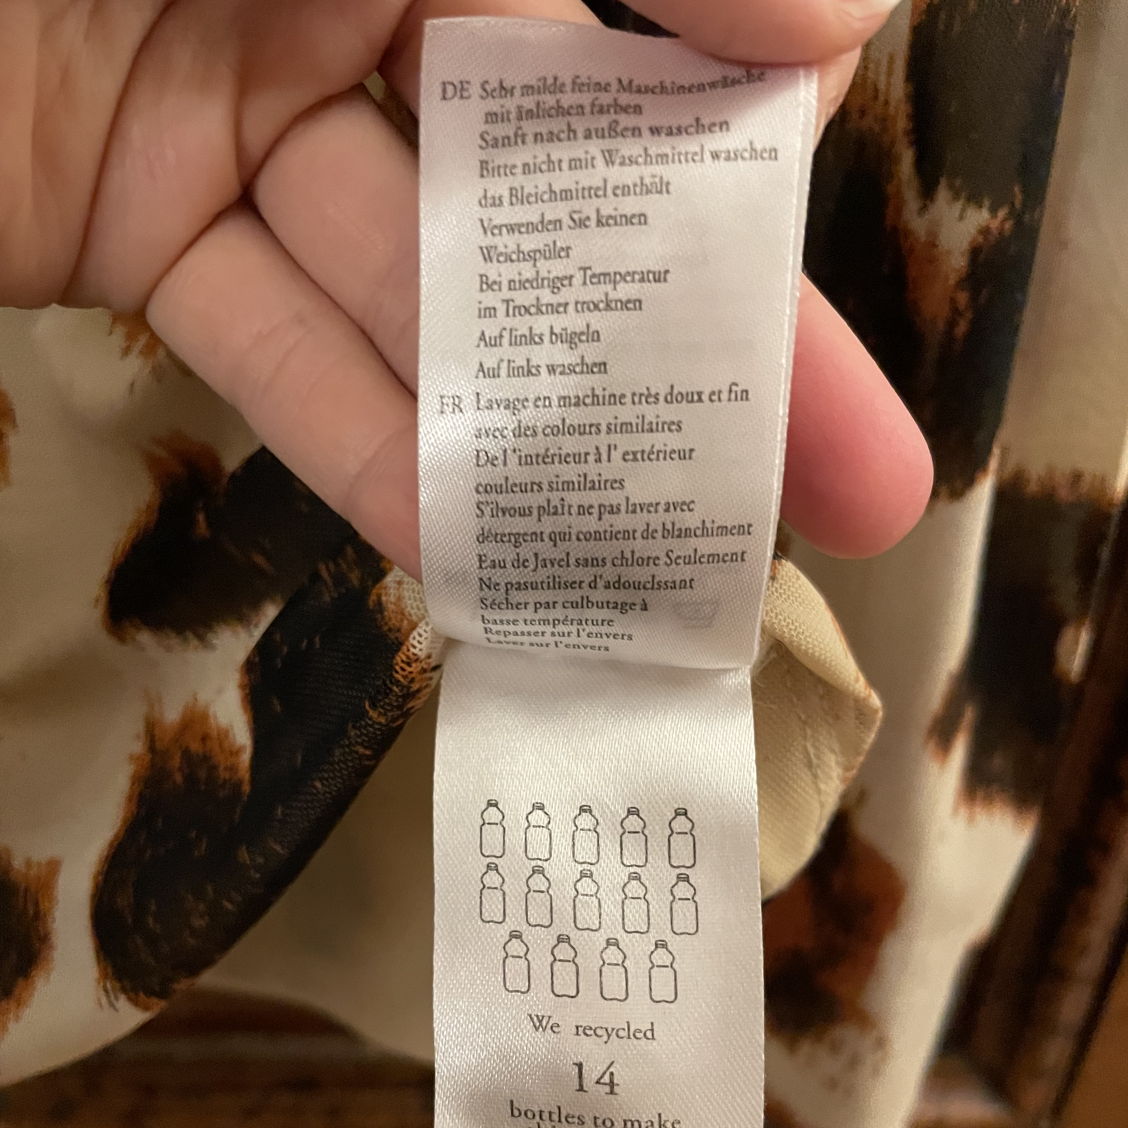 DE Sehr milde feine Maschinenwäsche
mit änlichen farben
Sanft nach außen waschen
Bitte nicht mit Waschmittel waschen
das Bleichmittel enthält
Verwenden Sie keinen
Weichspüler
Bei niedriger Temperatur
im Trockner trocknen
Auf links bügeln
Auf links waschen
FR Lavage en machine très doux et fin
avec des colours similaires
De l'intérieur à l' extérieur
couleurs similaires
S'ilvous plaît ne pas laver avec
détergent qui contient de blanchiment
Eau de Javel sans chlore Seulement
Ne pasutiliser d'adouclssant
Sécher par culbutage à
basse température
Repasser sur l'envers
Laver sur l'envers
We recycled
14
bottles to make